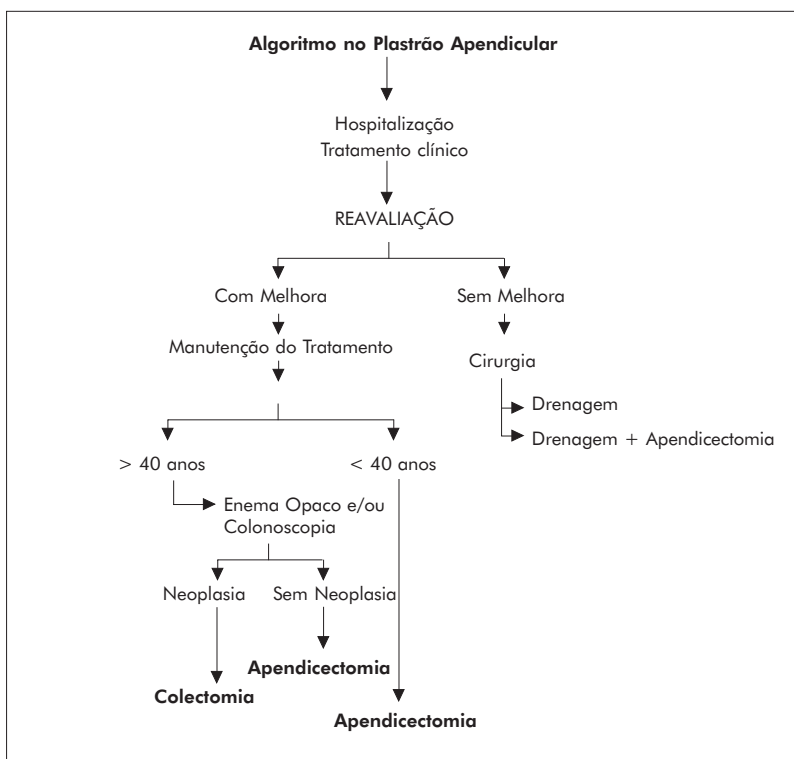 Algoritmo no Plastrão Apendicular
Hospitalização
Tratamento clínico
REAVALIAÇÃO
Com Melhora
Sem Melhora
Manutenção do Tratamento
Cirurgia
Drenagem
Drenagem + Apendicectomia
> 40 anos
< 40 anos
Enema Opaco e/ou
Colonoscopia
Neoplasia
Sem Neoplasia
Apendicectomia
Colectomia
Apendicectomia